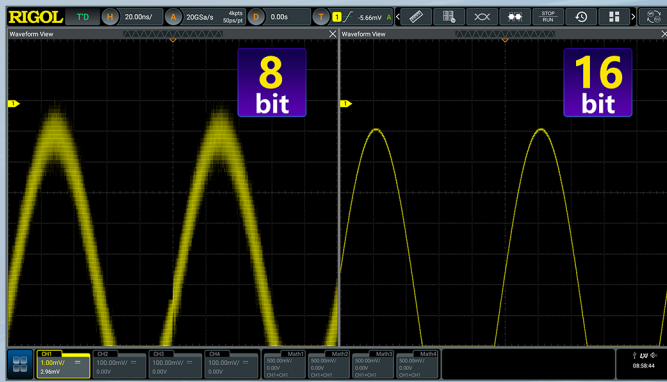 RIGOL T'D H 20.00ns/ A 20GSa/s 4kpts 50ps/pt D 0.00s T 1 -5.66mV A STOP RUN
Waveform View
Waveform View
8
bit
16
bit
1
1
CH1 CH2 CH3 CH4 Math1 Math2 Math3 Math4
1.00mV/ 100.00mV/ 100.00mV/ 100.00mV/ 500.00mV/ 500.00mV/ 500.00mV/ 500.00mV/
2.96mV 0.00V 0.00V 0.00V 0.00V 0.00V 0.00V 0.00V
CH1+CH1 CH1+CH1 CH1+CH1 CH1+CH1
LXI
08:58:44